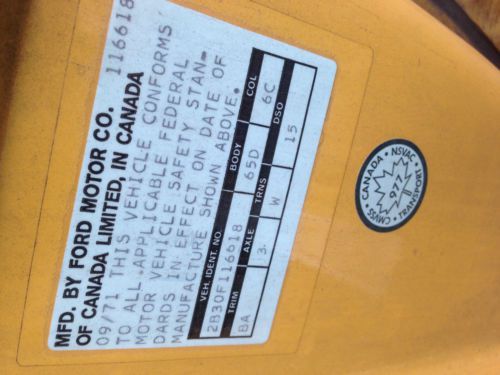 MFD. BY FORD MOTOR CO. 116618
OF CANADA LIMITED, IN CANADA
09/71 THIS VEHICLE CONFORMS
TO ALL APPLICABLE FEDERAL
MOTOR VEHICLE SAFETY STAN-
DARDS IN EFFECT ON DATE OF
MANUFACTURE SHOWN ABOVE.
VEH. IDENT. NO. BODY COL
2B30F116618 65D 6C
TRIM AXLE TRNS DSO
BA 3 W 15
CANADA • NSVAC
977
CMVSS TRANSPORT